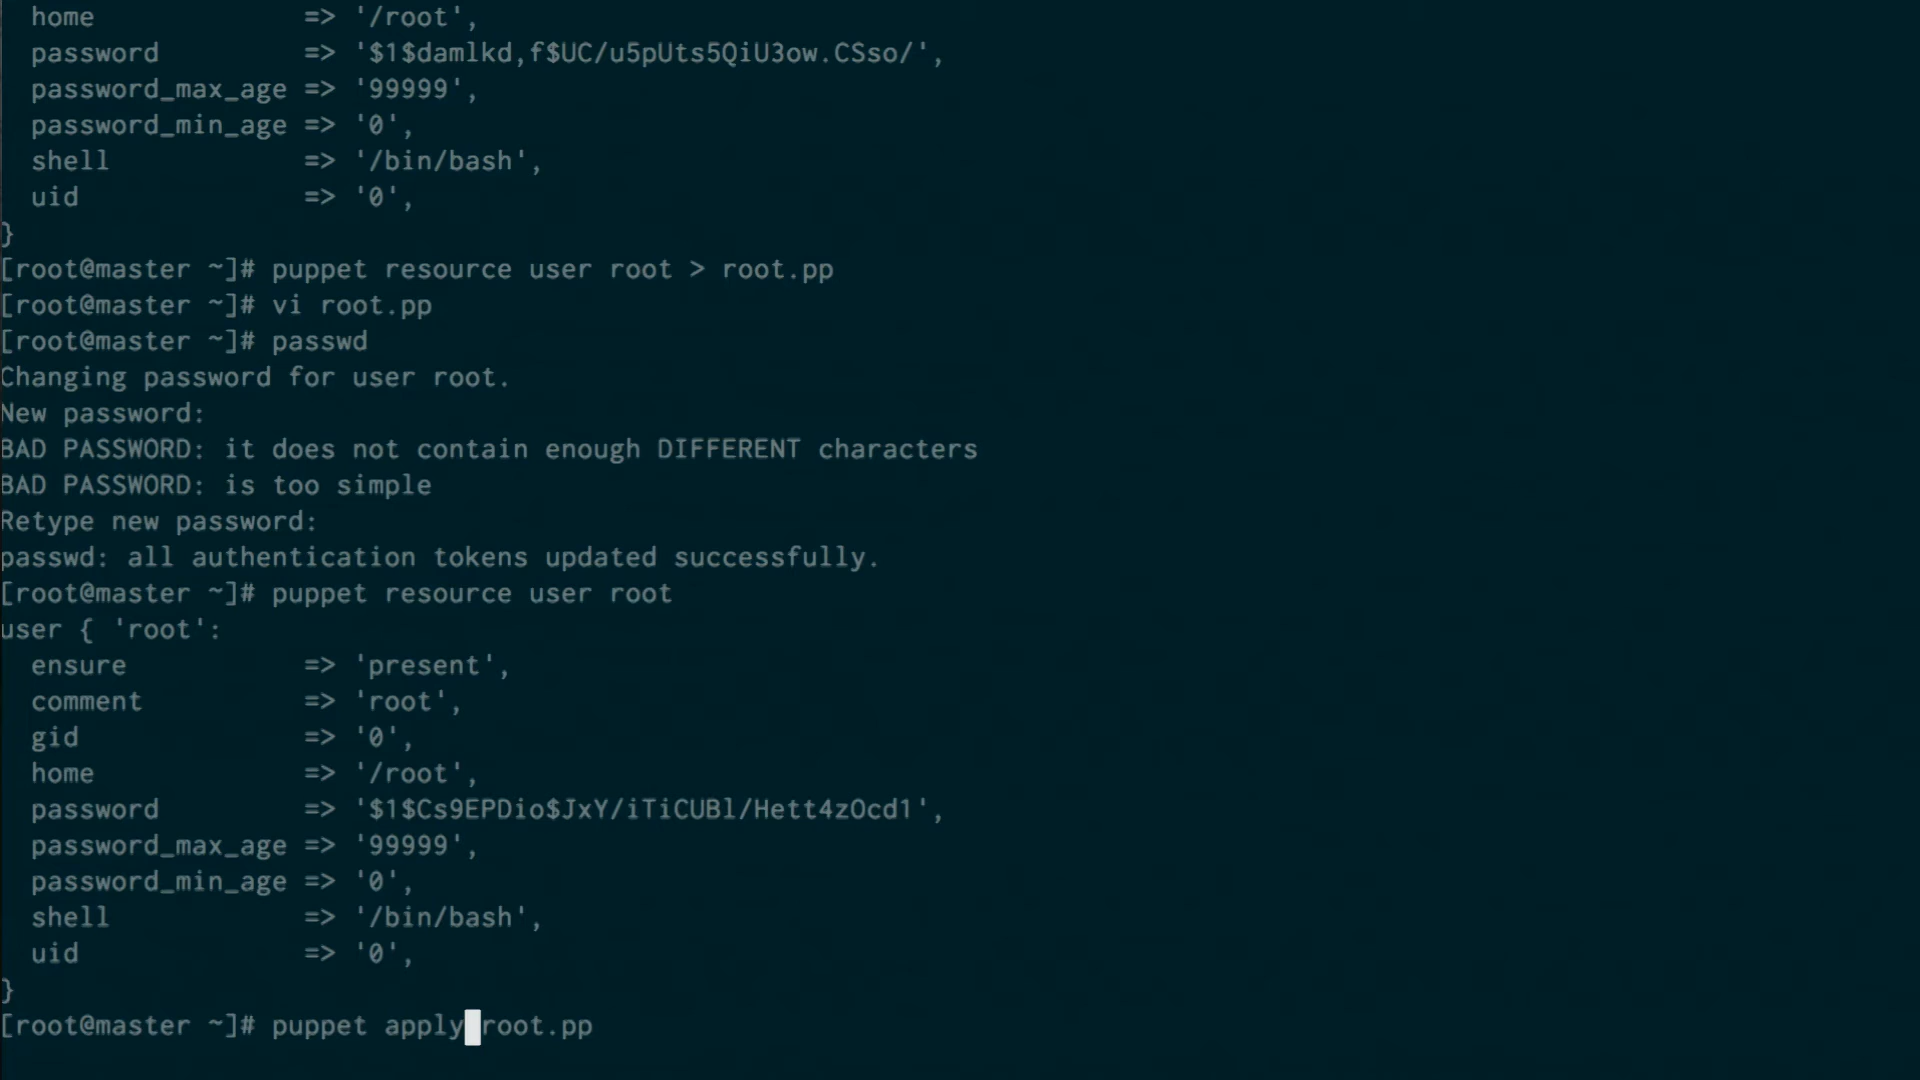 home => '/root',
password => '$1$damlkd,f$UC/u5pUts5QiU3ow.CSso/',
password_max_age => '99999',
password_min_age => '0',
shell => '/bin/bash',
uid => '0',
}
[root@master ~]# puppet resource user root > root.pp
[root@master ~]# vi root.pp
[root@master ~]# passwd
Changing password for user root.
New password:
BAD PASSWORD: it does not contain enough DIFFERENT characters
BAD PASSWORD: is too simple
Retype new password:
passwd: all authentication tokens updated successfully.
[root@master ~]# puppet resource user root
user { 'root':
ensure => 'present',
comment => 'root',
gid => '0',
home => '/root',
password => '$1$Cs9EPDio$JxY/iTiCUBl/Hett4zOcd1',
password_max_age => '99999',
password_min_age => '0',
shell => '/bin/bash',
uid => '0',
}
[root@master ~]# puppet apply root.pp